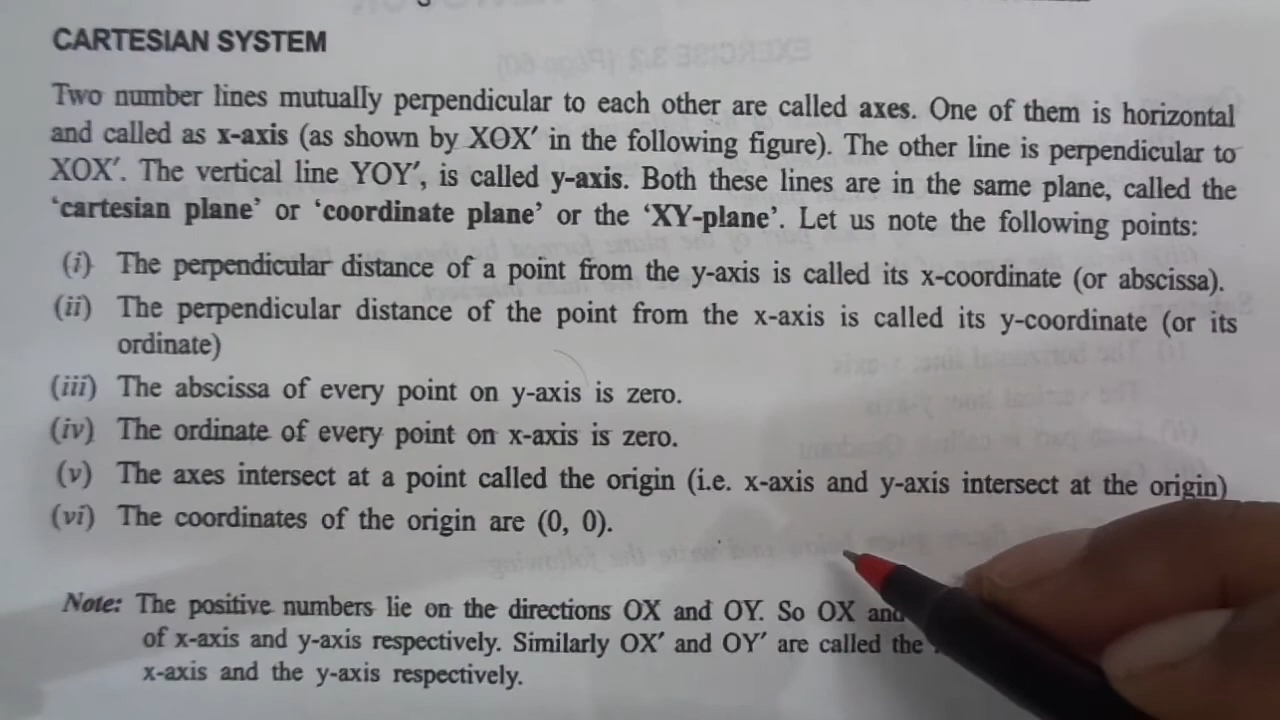 CARTESIAN SYSTEM
Two number lines mutually perpendicular to each other are called axes. One of them is horizontal
and called as x-axis (as shown by XOX′ in the following figure). The other line is perpendicular to
XOX′. The vertical line YOY′, is called y-axis. Both these lines are in the same plane, called the
‘cartesian plane’ or ‘coordinate plane’ or the ‘XY-plane’. Let us note the following points:
(i) The perpendicular distance of a point from the y-axis is called its x-coordinate (or abscissa).
(ii) The perpendicular distance of the point from the x-axis is called its y-coordinate (or its
ordinate)
(iii) The abscissa of every point on y-axis is zero.
(iv) The ordinate of every point on x-axis is zero.
(v) The axes intersect at a point called the origin (i.e. x-axis and y-axis intersect at the origin)
(vi) The coordinates of the origin are (0, 0).
Note: The positive numbers lie on the directions OX and OY. So OX and
of x-axis and y-axis respectively. Similarly OX′ and OY′ are called the
x-axis and the y-axis respectively.